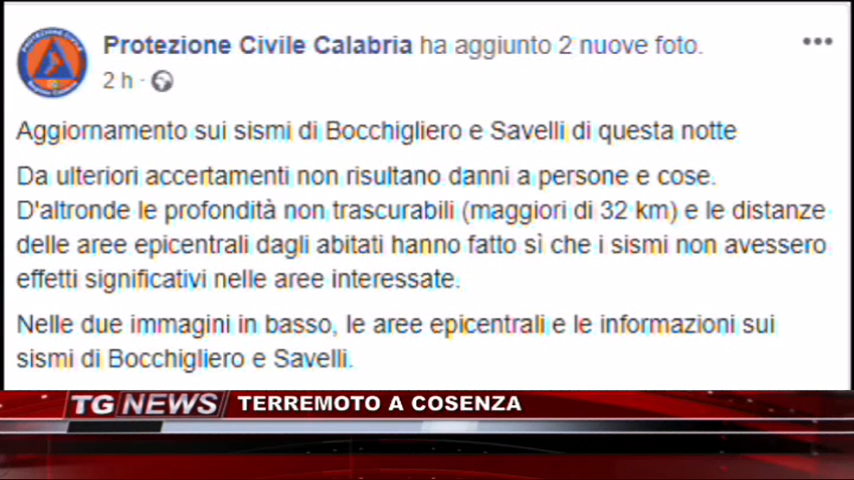 Protezione Civile Calabria ha aggiunto 2 nuove foto.
2 h ·
Aggiornamento sui sismi di Bocchigliero e Savelli di questa notte
Da ulteriori accertamenti non risultano danni a persone e cose.
D'altronde le profondità non trascurabili (maggiori di 32 km) e le distanze
delle aree epicentrali dagli abitati hanno fatto sì che i sismi non avessero
effetti significativi nelle aree interessate.
Nelle due immagini in basso, le aree epicentrali e le informazioni sui
sismi di Bocchigliero e Savelli.
TG NEWS TERREMOTO A COSENZA